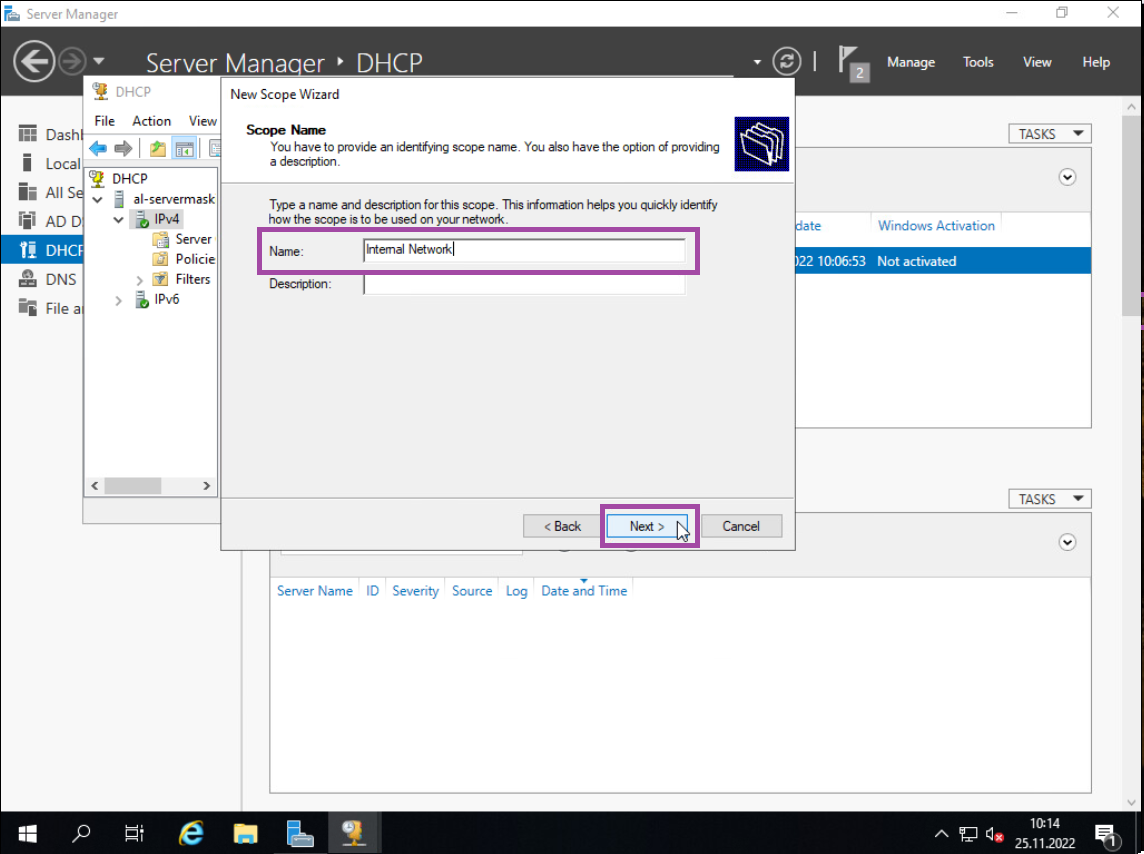 Server Manager
Server Manager DHCP
2
Manage Tools View Help
DHCP
File Action View
DHCP
al-servermask
IPv4
Server
Policie
Filters
IPv6
Dashb
Local
All Se
AD D
DHCP
DNS
File a
New Scope Wizard
Scope Name
You have to provide an identifying scope name. You also have the option of providing
a description.
Type a name and description for this scope. This information helps you quickly identify
how the scope is to be used on your network.
Name: Internal Network
Description:
< Back Next > Cancel
TASKS
date Windows Activation
022 10:06:53 Not activated
TASKS
Server Name ID Severity Source Log Date and Time
10:14
25.11.2022
1